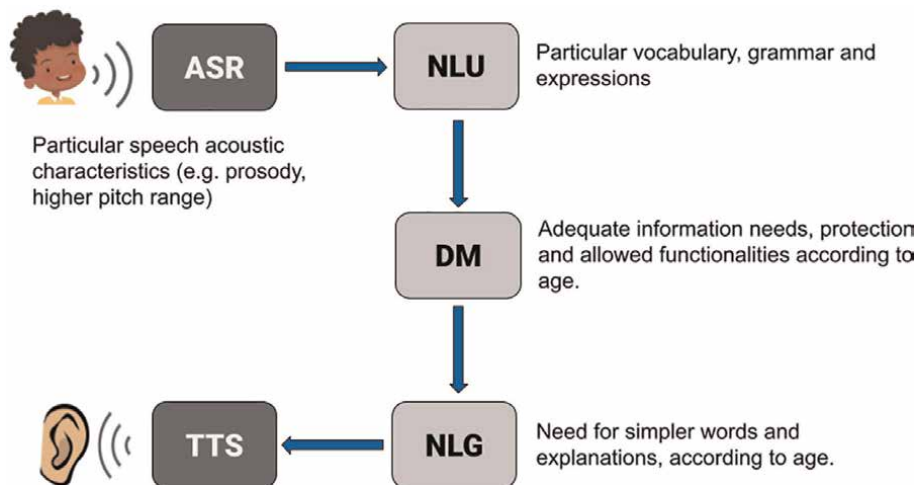 ASR
NLU
Particular vocabulary, grammar and
expressions
Particular speech acoustic
characteristics (e.g. prosody,
higher pitch range)
DM
Adequate information needs, protection
and allowed functionalities according to
age.
TTS
NLG
Need for simpler words and
explanations, according to age.